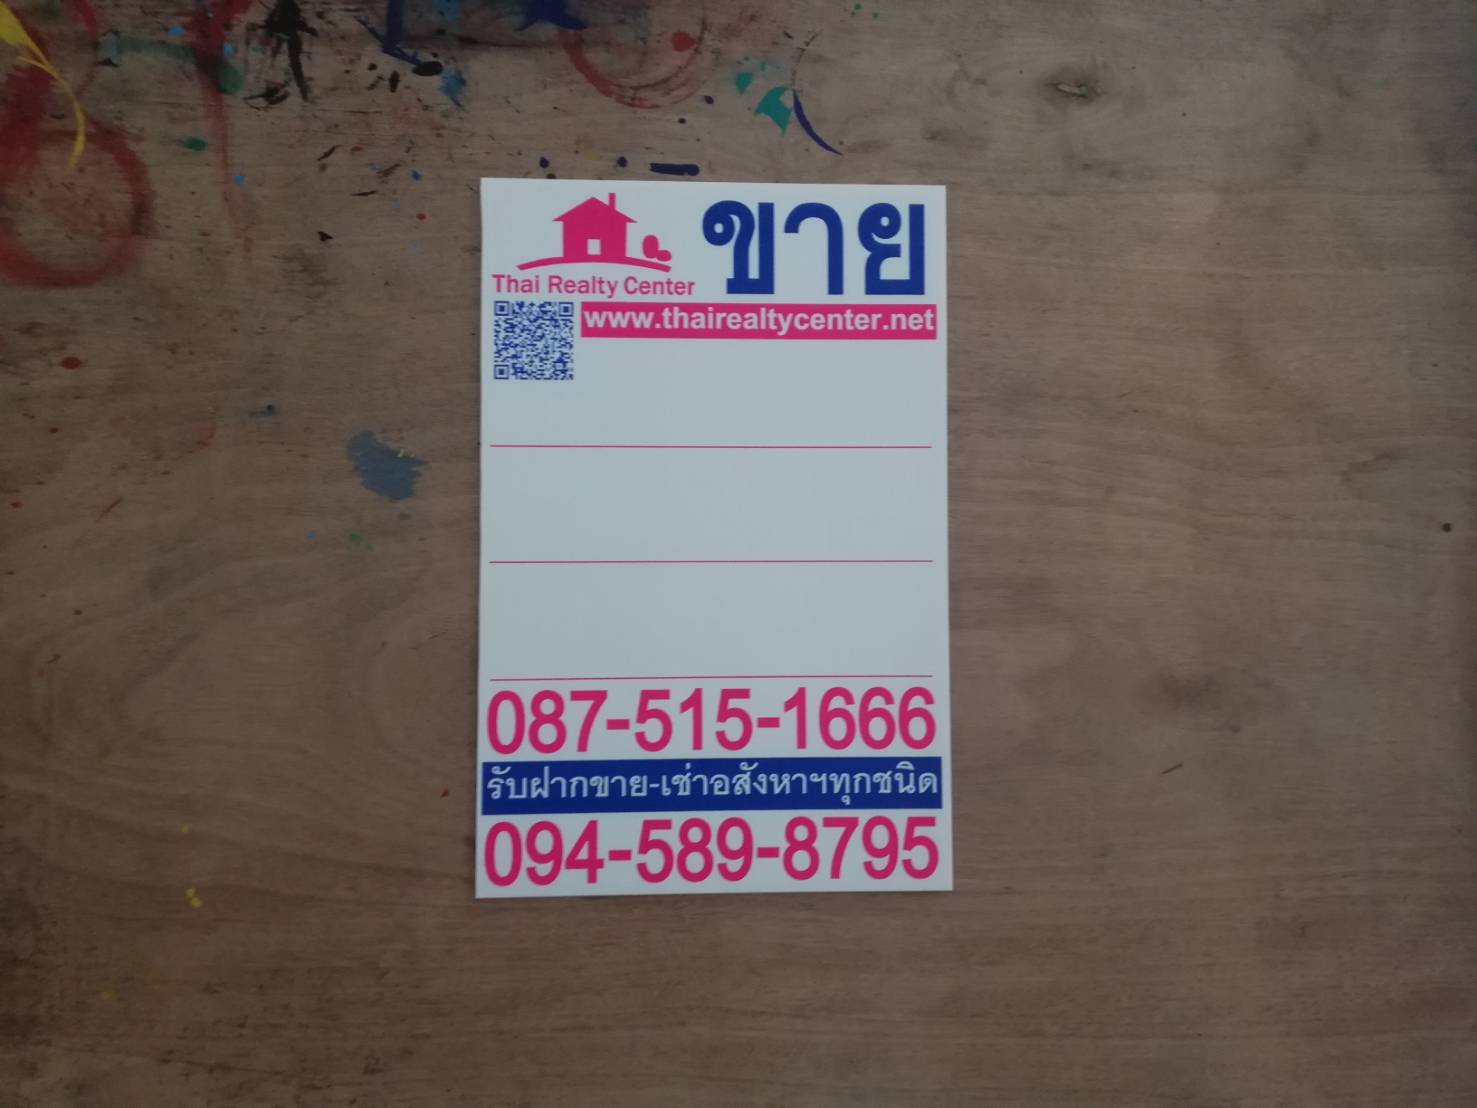 ขาย
Thai Realty Center
www.thairealtycenter.net
087-515-1666
รับฝากขาย-เช่าอสังหาฯทุกชนิด
094-589-8795